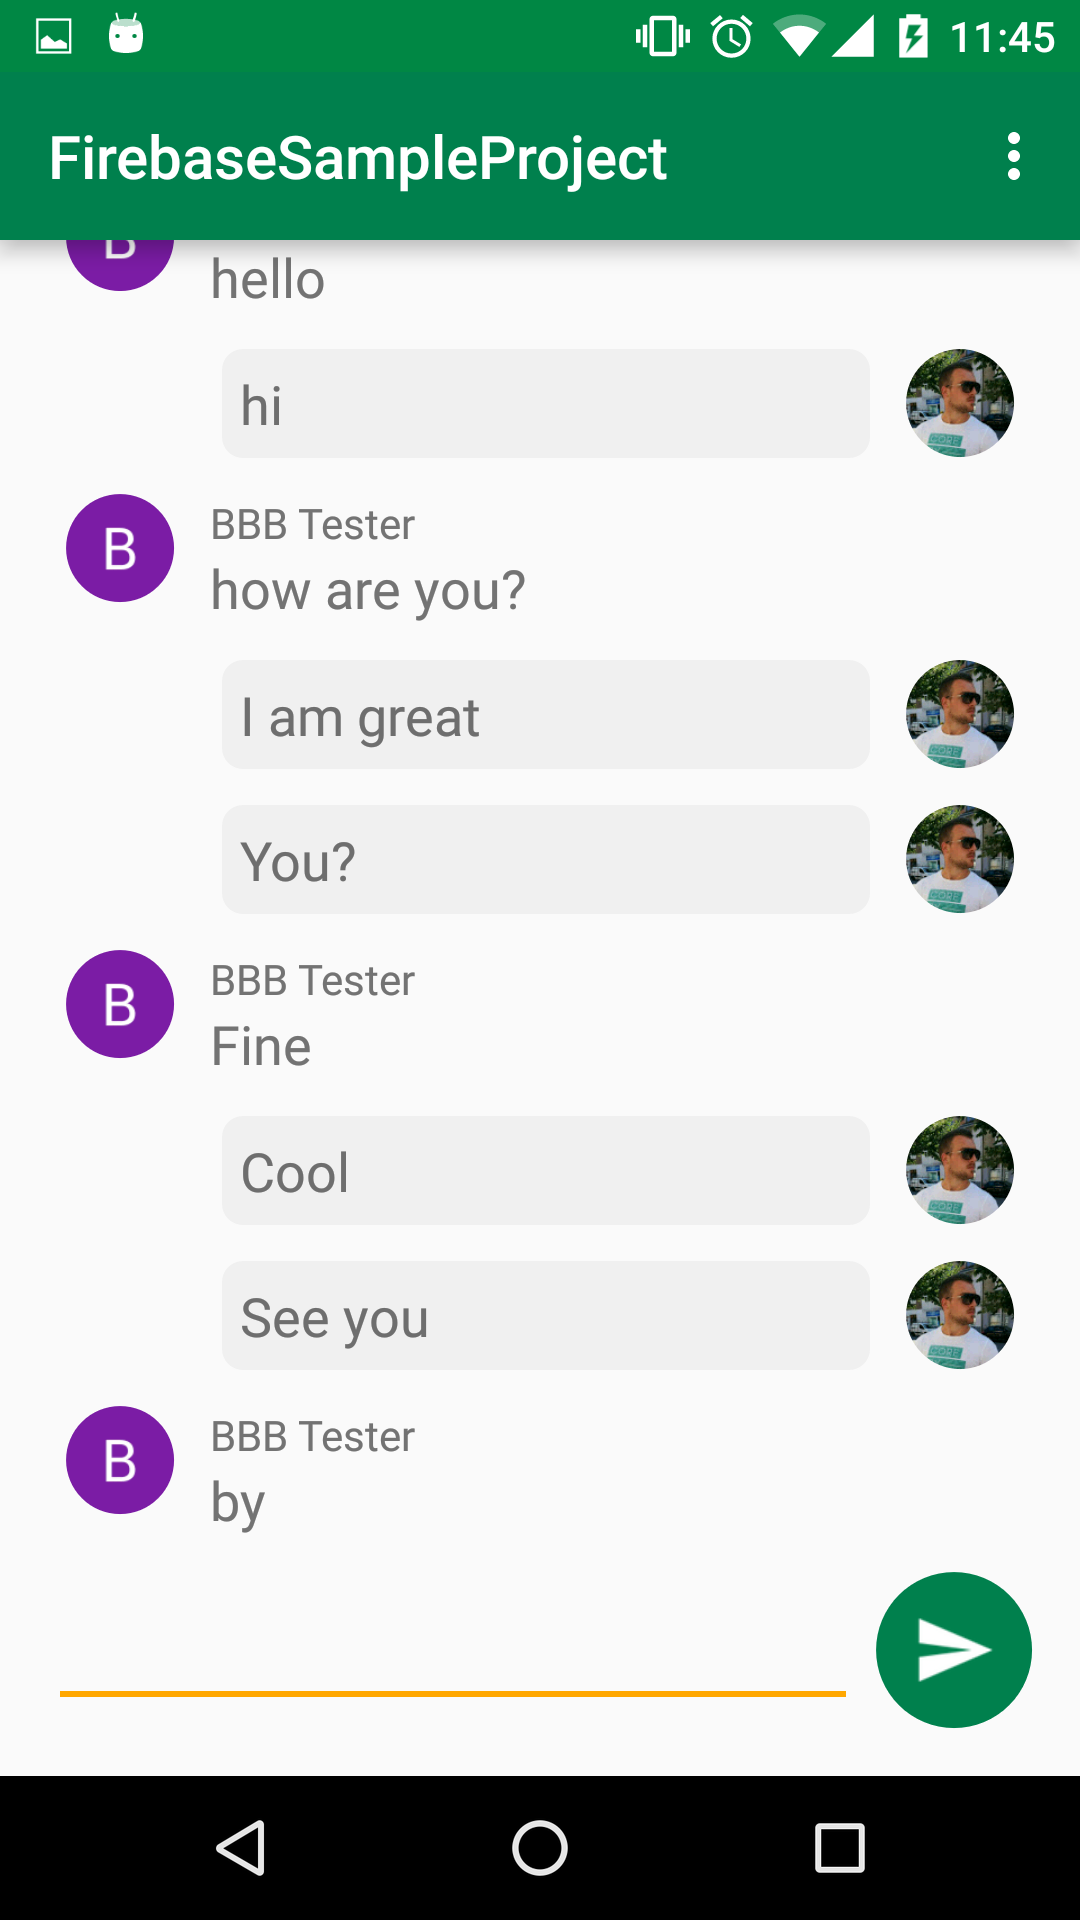 11:45
FirebaseSampleProject
B
hello
hi
B
BBB Tester
how are you?
I am great
You?
B
BBB Tester
Fine
Cool
See you
B
BBB Tester
by